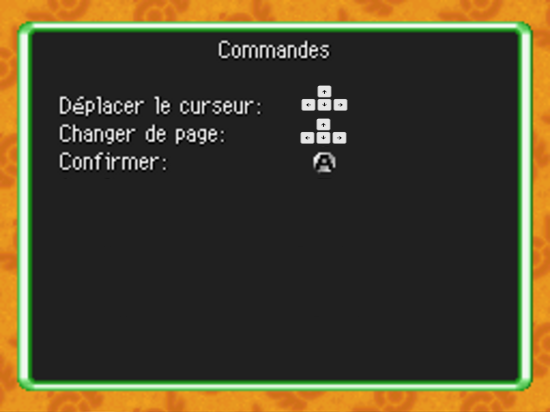 Commandes
Déplacer le curseur: ↑ ← ↓ →
Changer de page: ↑ ← ↓ →
Confirmer: A